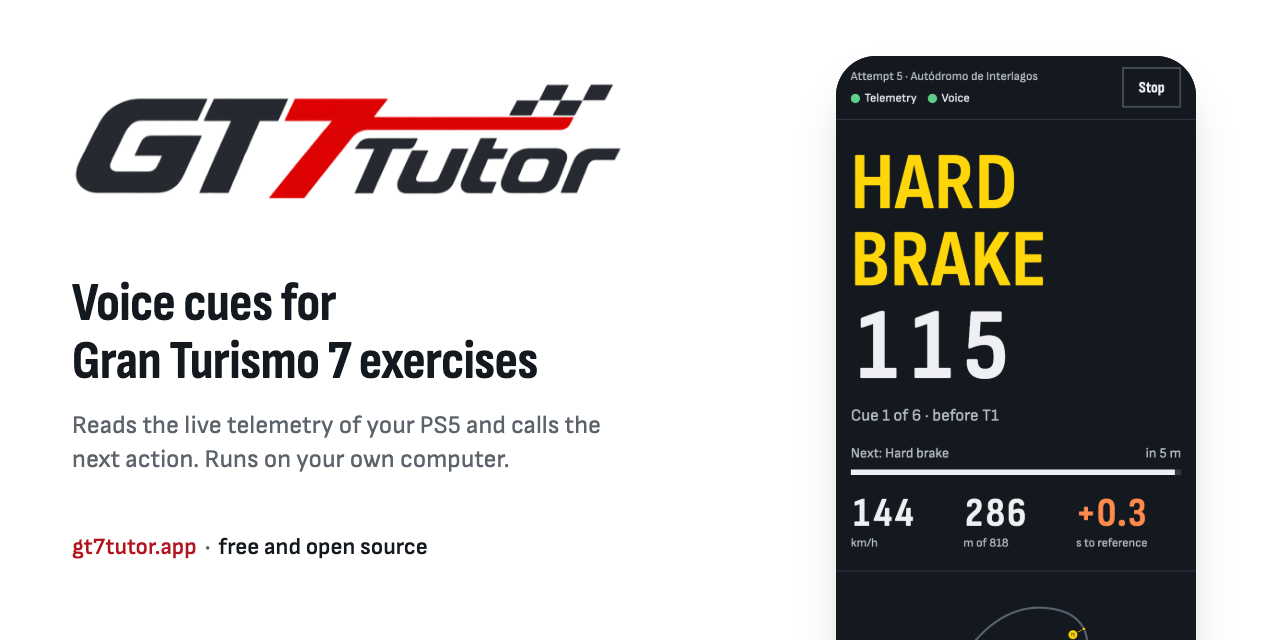 GT7 Tutor
Voice cues for
Gran Turismo 7 exercises
Reads the live telemetry of your PS5 and calls the
next action. Runs on your own computer.
gt7tutor.app · free and open source
Attempt 5 · Autódromo de Interlagos
Telemetry Voice
Stop
HARD
BRAKE
115
Cue 1 of 6 · before T1
Next: Hard brake in 5 m
144 286 +0.3
km/h m of 818 s to reference